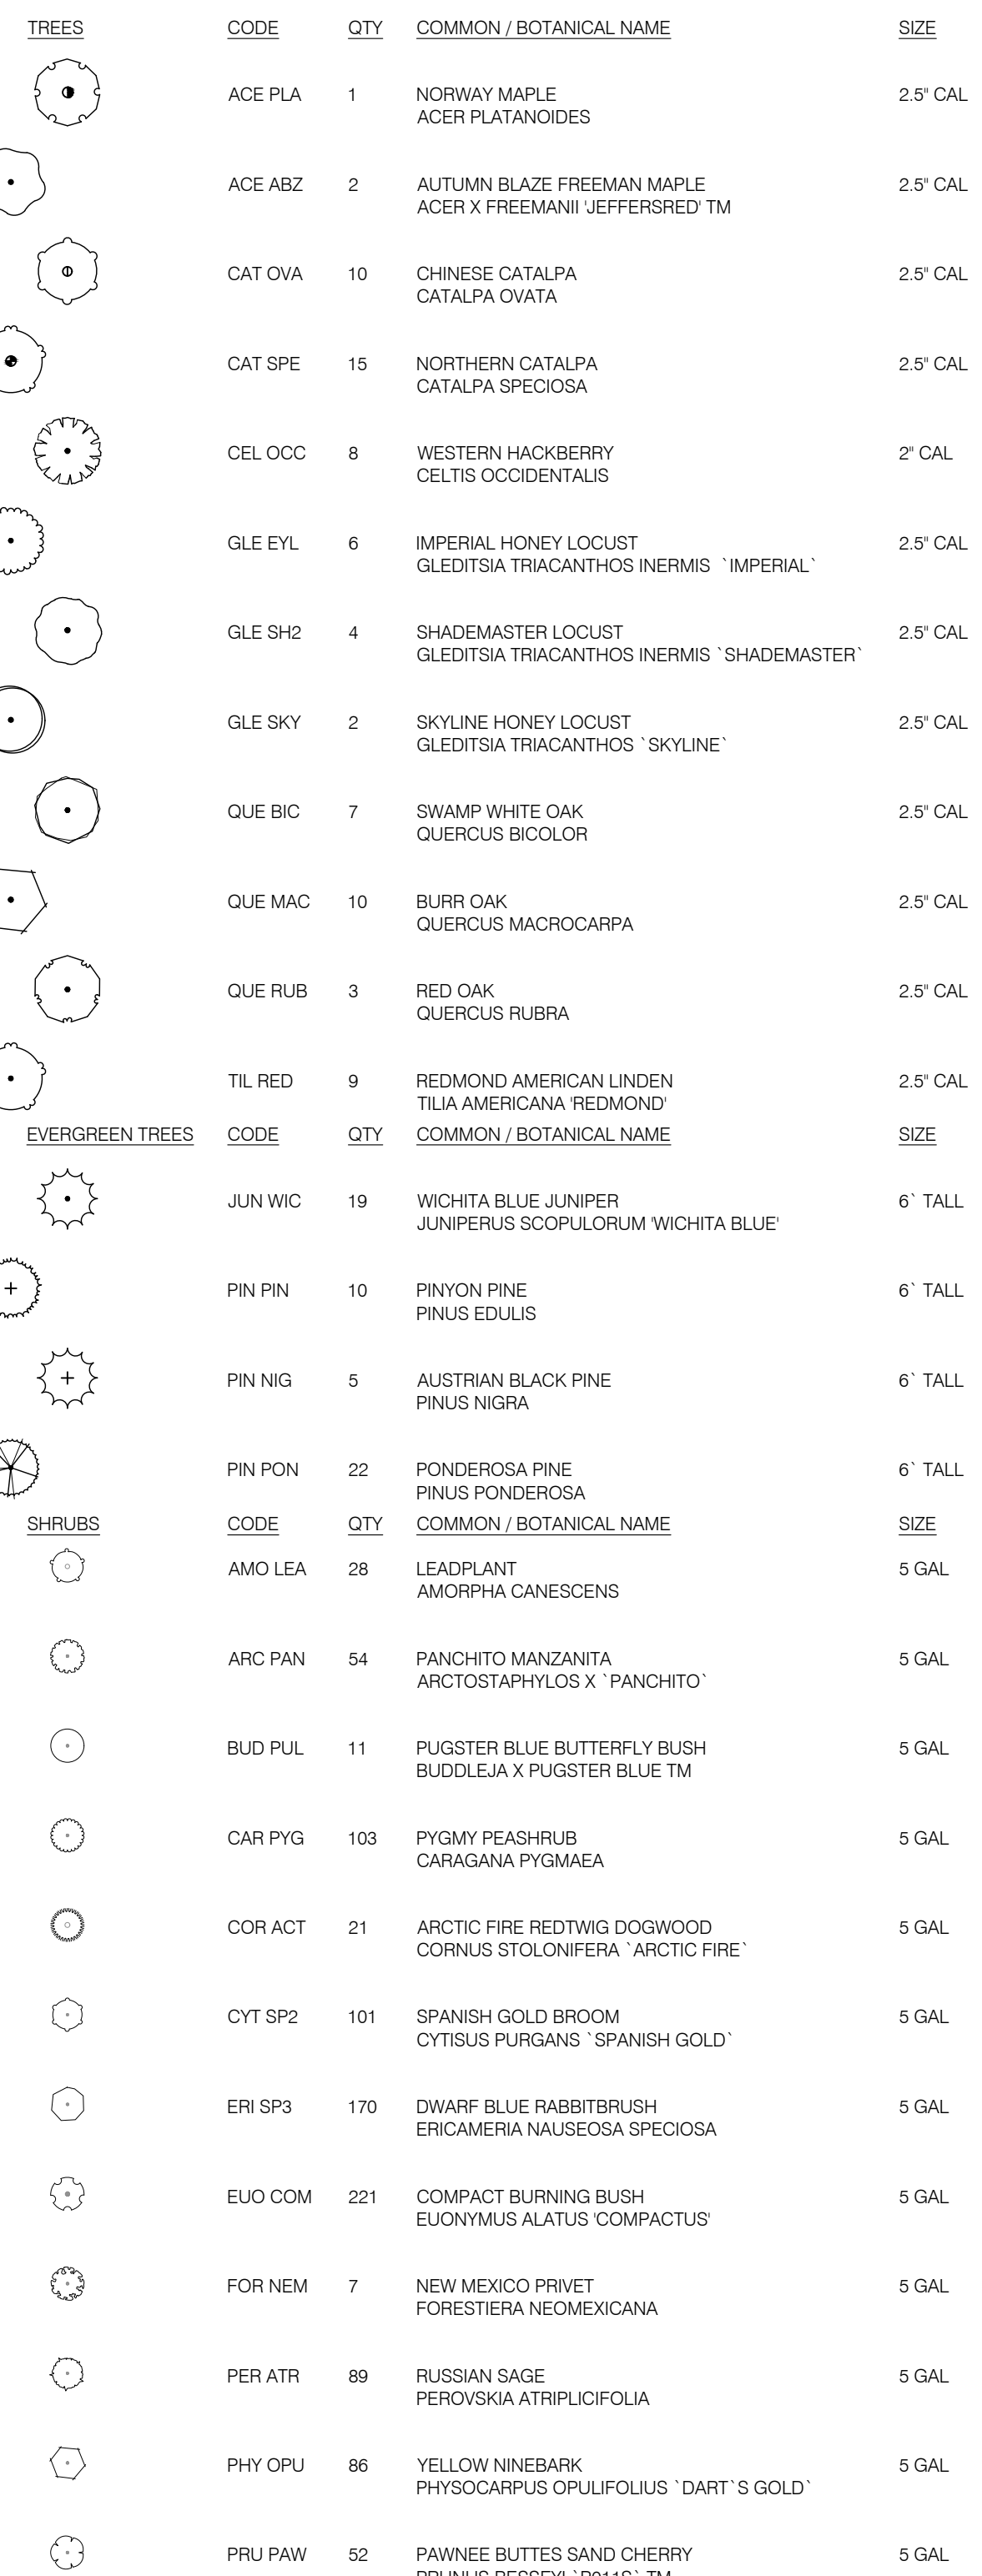 TREES CODE QTY COMMON / BOTANICAL NAME SIZE
ACE PLA 1 NORWAY MAPLE 2.5" CAL
ACER PLATANOIDES
ACE ABZ 2 AUTUMN BLAZE FREEMAN MAPLE 2.5" CAL
ACER X FREEMANII 'JEFFERSRED' TM
CAT OVA 10 CHINESE CATALPA 2.5" CAL
CATALPA OVATA
CAT SPE 15 NORTHERN CATALPA 2.5" CAL
CATALPA SPECIOSA
CEL OCC 8 WESTERN HACKBERRY 2" CAL
CELTIS OCCIDENTALIS
GLE EYL 6 IMPERIAL HONEY LOCUST 2.5" CAL
GLEDITSIA TRIACANTHOS INERMIS `IMPERIAL`
GLE SH2 4 SHADEMASTER LOCUST 2.5" CAL
GLEDITSIA TRIACANTHOS INERMIS `SHADEMASTER`
GLE SKY 2 SKYLINE HONEY LOCUST 2.5" CAL
GLEDITSIA TRIACANTHOS `SKYLINE`
QUE BIC 7 SWAMP WHITE OAK 2.5" CAL
QUERCUS BICOLOR
QUE MAC 10 BURR OAK 2.5" CAL
QUERCUS MACROCARPA
QUE RUB 3 RED OAK 2.5" CAL
QUERCUS RUBRA
TIL RED 9 REDMOND AMERICAN LINDEN 2.5" CAL
TILIA AMERICANA 'REDMOND'
EVERGREEN TREES CODE QTY COMMON / BOTANICAL NAME SIZE
JUN WIC 19 WICHITA BLUE JUNIPER 6` TALL
JUNIPERUS SCOPULORUM 'WICHITA BLUE'
PIN PIN 10 PINYON PINE 6` TALL
PINUS EDULIS
PIN NIG 5 AUSTRIAN BLACK PINE 6` TALL
PINUS NIGRA
PIN PON 22 PONDEROSA PINE 6` TALL
PINUS PONDEROSA
SHRUBS CODE QTY COMMON / BOTANICAL NAME SIZE
AMO LEA 28 LEADPLANT 5 GAL
AMORPHA CANESCENS
ARC PAN 54 PANCHITO MANZANITA 5 GAL
ARCTOSTAPHYLOS X `PANCHITO`
BUD PUL 11 PUGSTER BLUE BUTTERFLY BUSH 5 GAL
BUDDLEJA X PUGSTER BLUE TM
CAR PYG 103 PYGMY PEASHRUB 5 GAL
CARAGANA PYGMAEA
COR ACT 21 ARCTIC FIRE REDTWIG DOGWOOD 5 GAL
CORNUS STOLONIFERA `ARCTIC FIRE`
CYT SP2 101 SPANISH GOLD BROOM 5 GAL
CYTISUS PURGANS `SPANISH GOLD`
ERI SP3 170 DWARF BLUE RABBITBRUSH 5 GAL
ERICAMERIA NAUSEOSA SPECIOSA
EUO COM 221 COMPACT BURNING BUSH 5 GAL
EUONYMUS ALATUS 'COMPACTUS'
FOR NEM 7 NEW MEXICO PRIVET 5 GAL
FORESTIERA NEOMEXICANA
PER ATR 89 RUSSIAN SAGE 5 GAL
PEROVSKIA ATRIPLICIFOLIA
PHY OPU 86 YELLOW NINEBARK 5 GAL
PHYSOCARPUS OPULIFOLIUS `DART`S GOLD`
PRU PAW 52 PAWNEE BUTTES SAND CHERRY 5 GAL
PRUNUS BESSEYI `P011S` TM